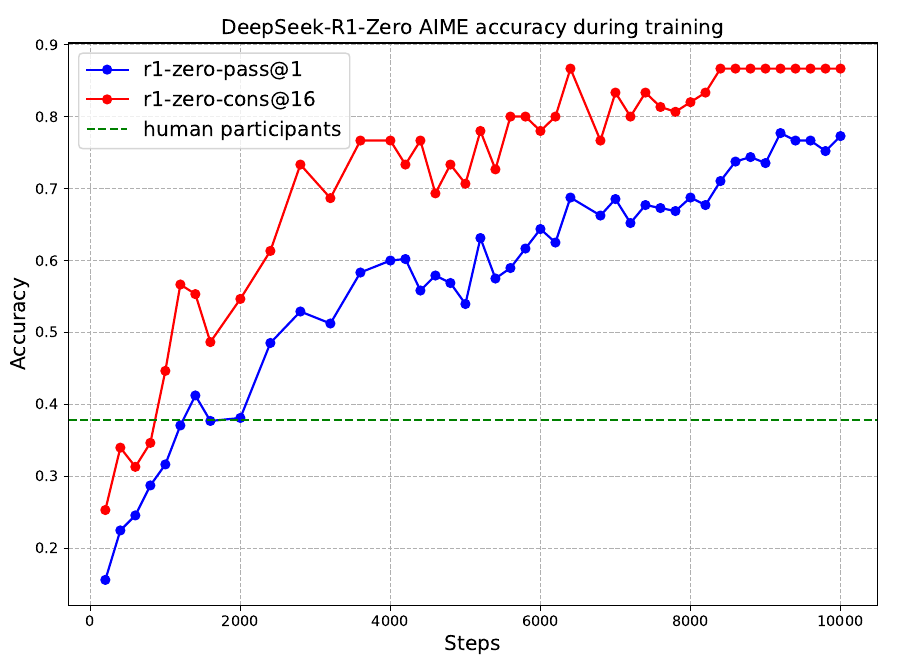 DeepSeek-R1-Zero AIME accuracy during training
0.9
r1-zero-pass@1
r1-zero-cons@16
human participants
0.8
0.7
0.6
0.5
0.4
0.3
0.2
Accuracy
0 2000 4000 6000 8000 10000
Steps